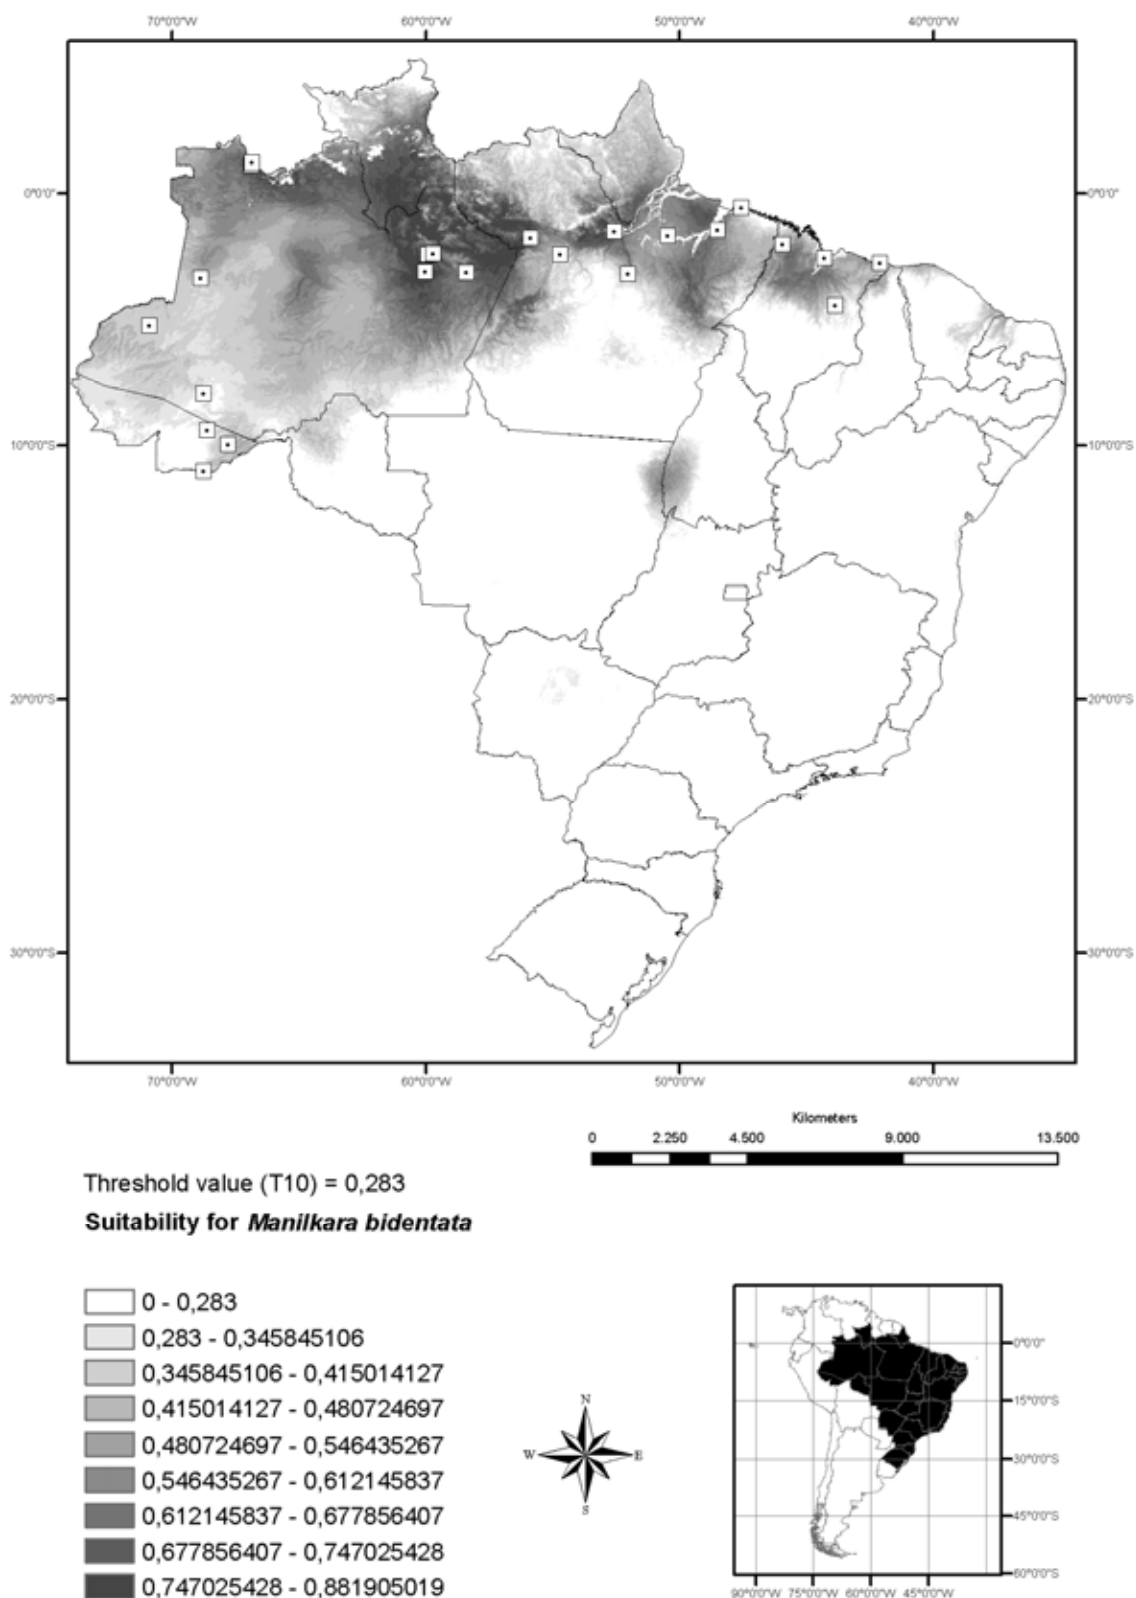 70°0'0"W 60°0'0"W 50°0'0"W 40°0'0"W
0°0'0" 0°0'0"
10°0'0"S 10°0'0"S
20°0'0"S 20°0'0"S
30°0'0"S 30°0'0"S
70°0'0"W 60°0'0"W 50°0'0"W 40°0'0"W
Kilometers
0 2.250 4.500 9.000 13.500
Threshold value (T10) = 0,283
Suitability for Manilkara bidentata
0 - 0,283
0,283 - 0,345845106
0,345845106 - 0,415014127
0,415014127 - 0,480724697
0,480724697 - 0,546435267
0,546435267 - 0,612145837
0,612145837 - 0,677856407
0,677856407 - 0,747025428
0,747025428 - 0,881905019
N
W E
S
0°0'0"
15°0'0"S
30°0'0"S
45°0'0"S
60°0'0"S
90°0'0"W 75°0'0"W 60°0'0"W 45°0'0"W